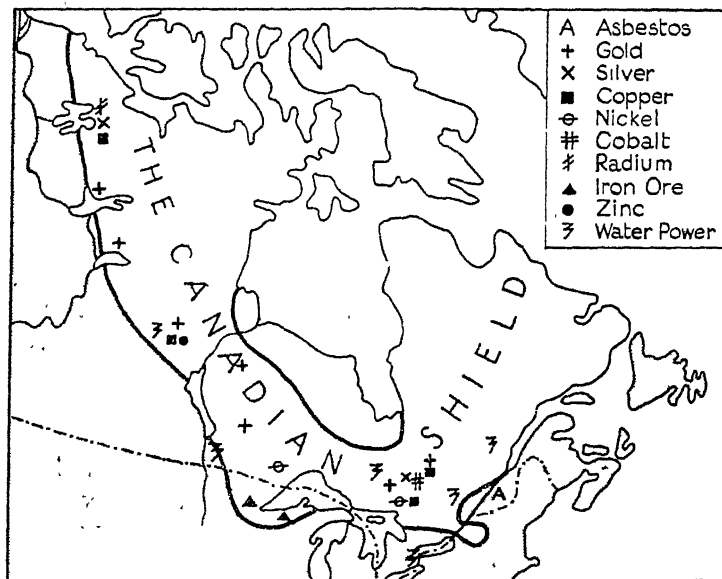 A Asbestos
+ Gold
× Silver
■ Copper
Nickel
# Cobalt
Radium
▲ Iron Ore
● Zinc
Water Power
THE CANADIAN SHIELD
A